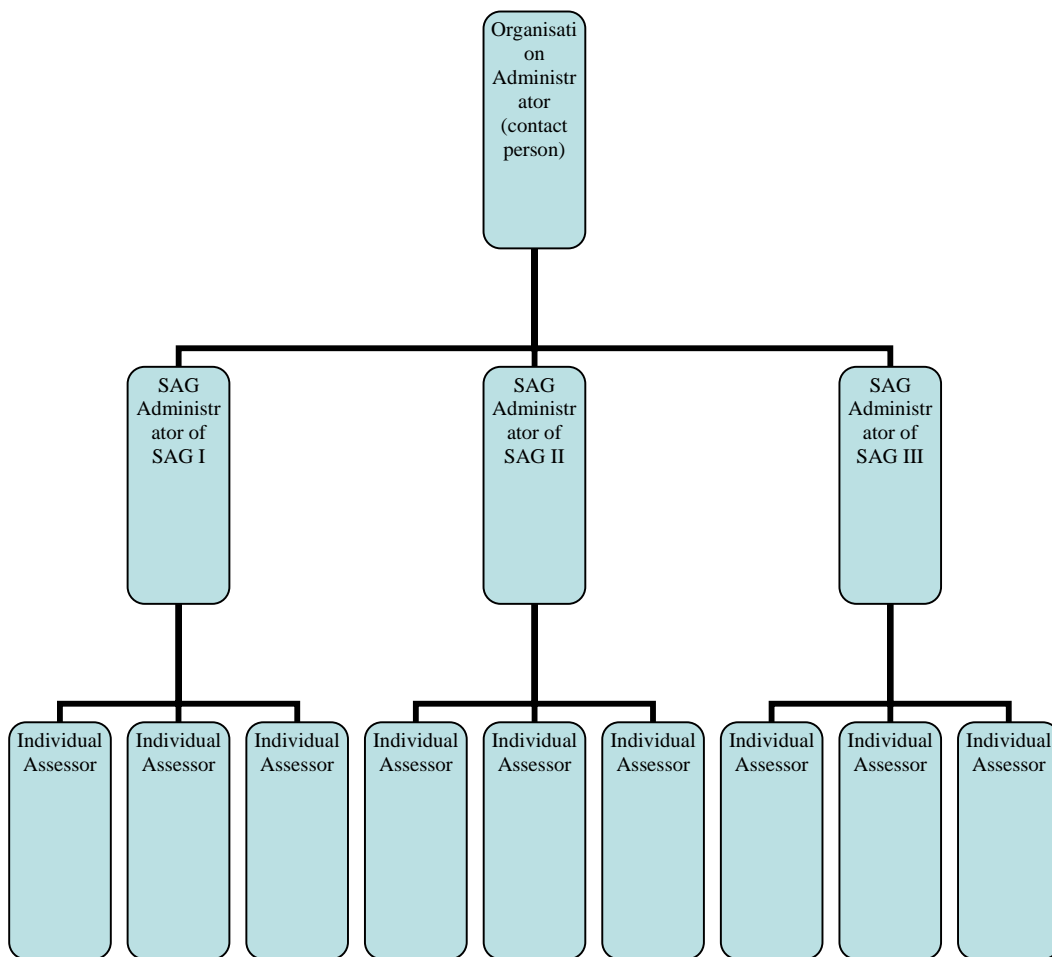 Organisati
on
Administr
ator
(contact
person)
SAG
Administr
ator of
SAG I
SAG
Administr
ator of
SAG II
SAG
Administr
ator of
SAG III
Individual
Assessor
Individual
Assessor
Individual
Assessor
Individual
Assessor
Individual
Assessor
Individual
Assessor
Individual
Assessor
Individual
Assessor
Individual
Assessor